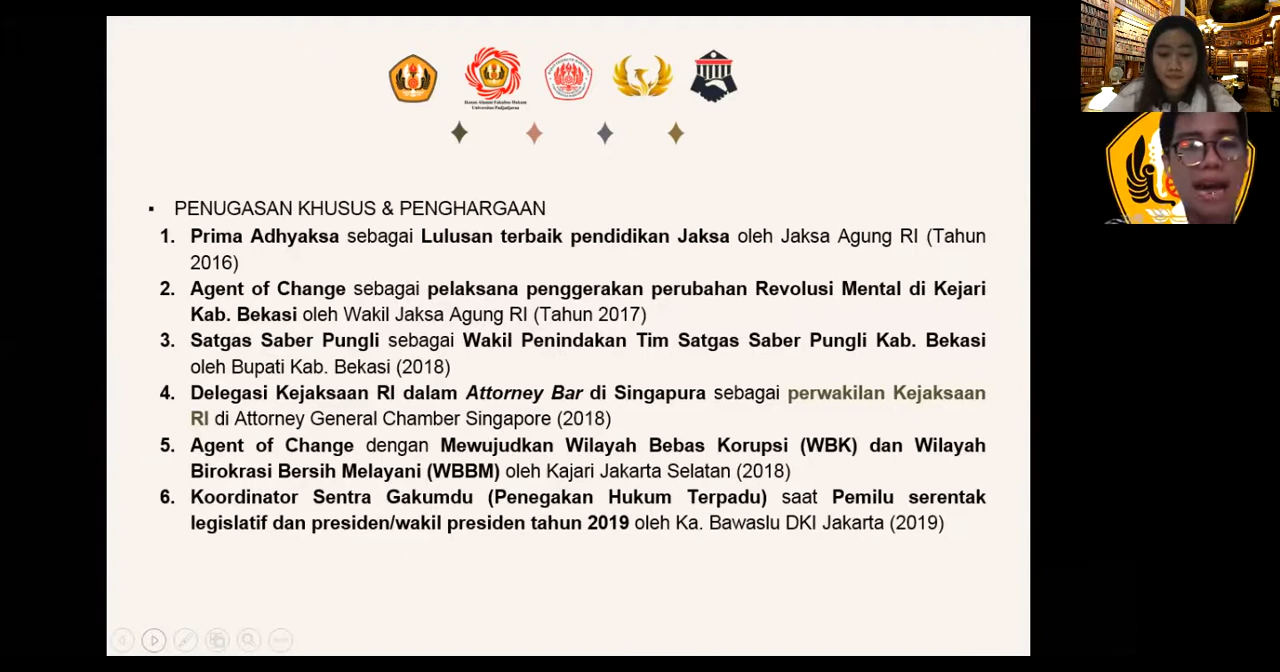 Ikatan Alumni Fakultas Hukum
Universitas Padjadjaran
▪ PENUGASAN KHUSUS & PENGHARGAAN
1. Prima Adhyaksa sebagai Lulusan terbaik pendidikan Jaksa oleh Jaksa Agung RI (Tahun
2016)
2. Agent of Change sebagai pelaksana penggerakan perubahan Revolusi Mental di Kejari
Kab. Bekasi oleh Wakil Jaksa Agung RI (Tahun 2017)
3. Satgas Saber Pungli sebagai Wakil Penindakan Tim Satgas Saber Pungli Kab. Bekasi
oleh Bupati Kab. Bekasi (2018)
4. Delegasi Kejaksaan RI dalam Attorney Bar di Singapura sebagai perwakilan Kejaksaan
RI di Attorney General Chamber Singapore (2018)
5. Agent of Change dengan Mewujudkan Wilayah Bebas Korupsi (WBK) dan Wilayah
Birokrasi Bersih Melayani (WBBM) oleh Kajari Jakarta Selatan (2018)
6. Koordinator Sentra Gakumdu (Penegakan Hukum Terpadu) saat Pemilu serentak
legislatif dan presiden/wakil presiden tahun 2019 oleh Ka. Bawaslu DKI Jakarta (2019)